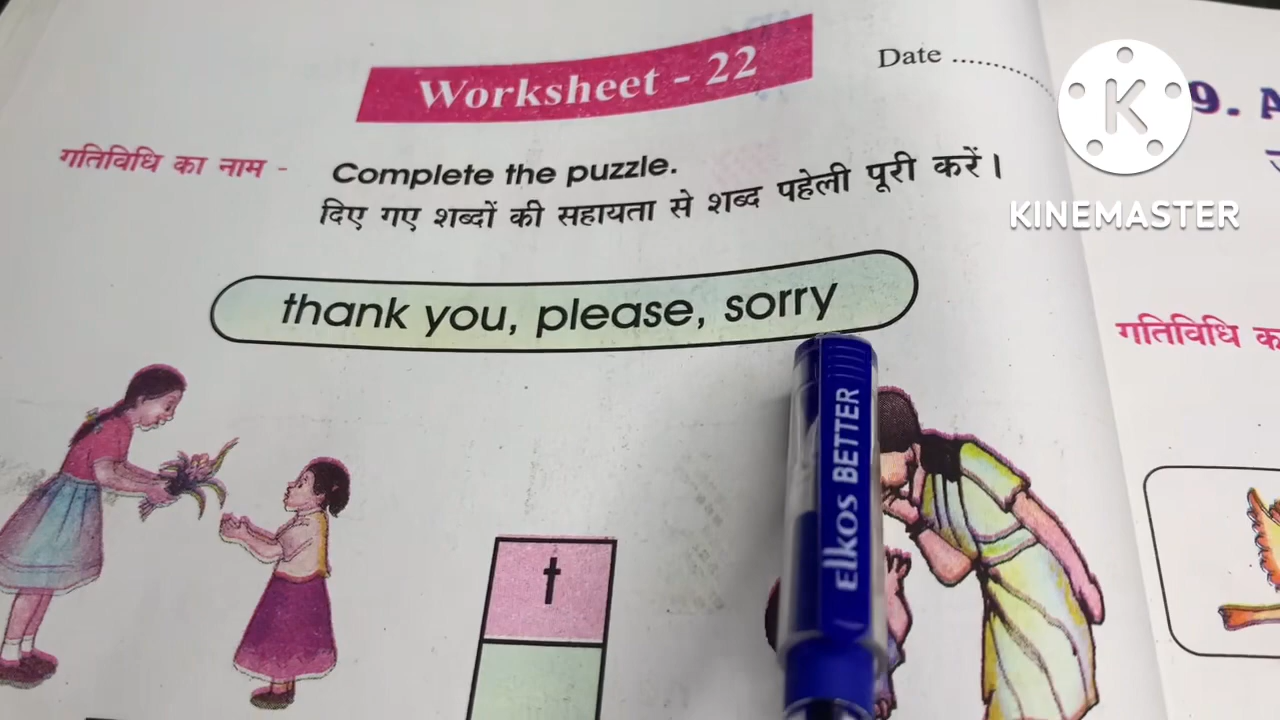 Worksheet - 22
Date ..............
गतिविधि का नाम - Complete the puzzle.
दिए गए शब्दों की सहायता से शब्द पहेली पूरी करें।
thank you, please, sorry
t
elkos BETTER
K
KINEMASTER
9. A
गतिविधि क